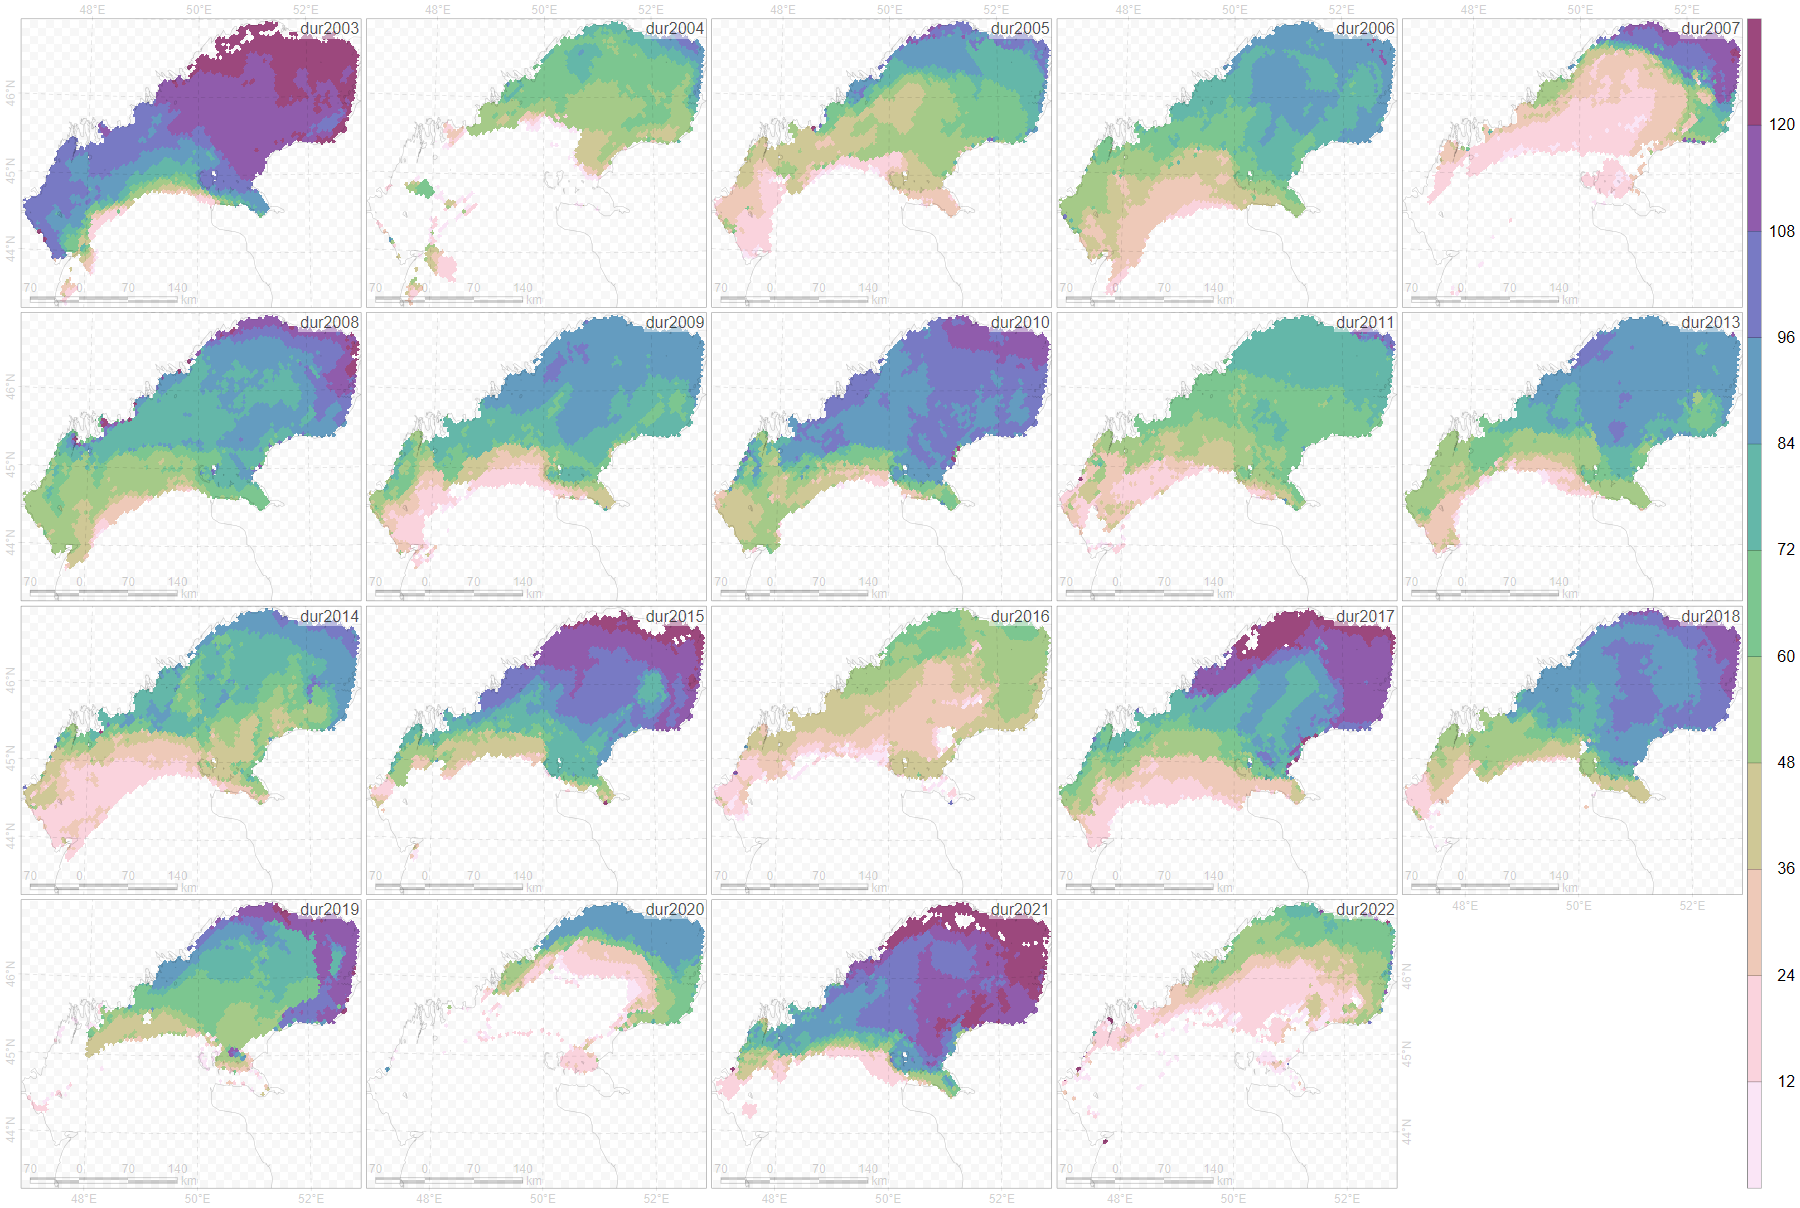 48°E 50°E 52°E 48°E 50°E 52°E 48°E 50°E 52°E 48°E 50°E 52°E 48°E 50°E 52°E
dur2003 dur2004 dur2005 dur2006 dur2007
46°N
45°N
44°N
70 0 70 140 km 70 0 70 140 km 70 0 70 140 km 70 0 70 140 km 70 0 70 140 km
dur2008 dur2009 dur2010 dur2011 dur2013
46°N
45°N
44°N
70 0 70 140 km 70 0 70 140 km 70 0 70 140 km 70 0 70 140 km 70 0 70 140 km
dur2014 dur2015 dur2016 dur2017 dur2018
46°N
45°N
44°N
70 0 70 140 km 70 0 70 140 km 70 0 70 140 km 70 0 70 140 km 70 0 70 140 km
48°E 50°E 52°E
dur2019 dur2020 dur2021 dur2022
46°N 46°N
45°N 45°N
44°N 44°N
70 0 70 140 km 70 0 70 140 km 70 0 70 140 km 70 0 70 140 km
48°E 50°E 52°E 48°E 50°E 52°E 48°E 50°E 52°E 48°E 50°E 52°E
120
108
96
84
72
60
48
36
24
12